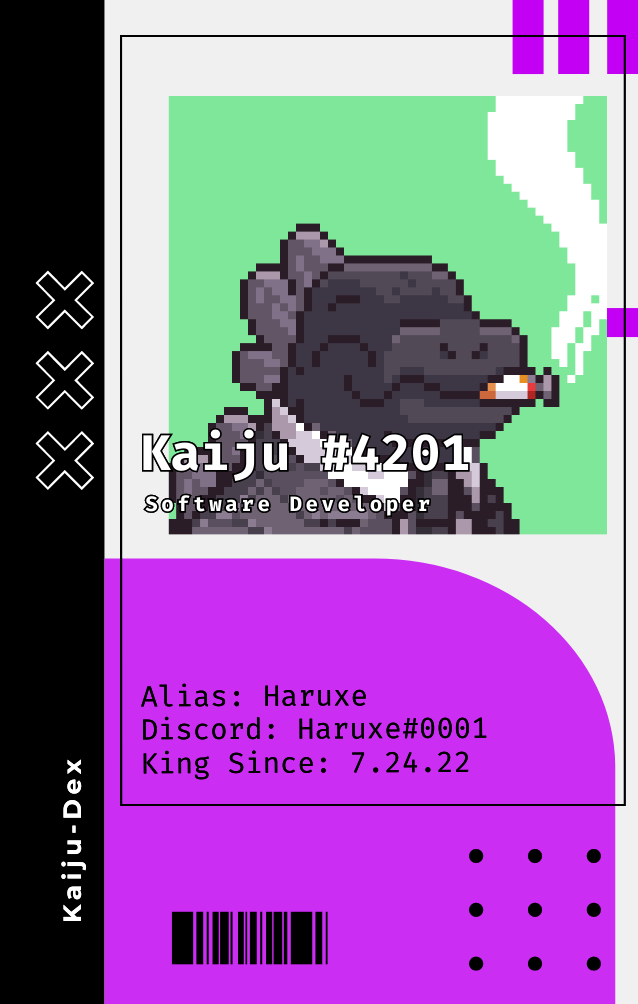 Kaiju #4201
Software Developer
Alias: Haruxe
Discord: Haruxe#0001
King Since: 7.24.22
Kaiju-Dex